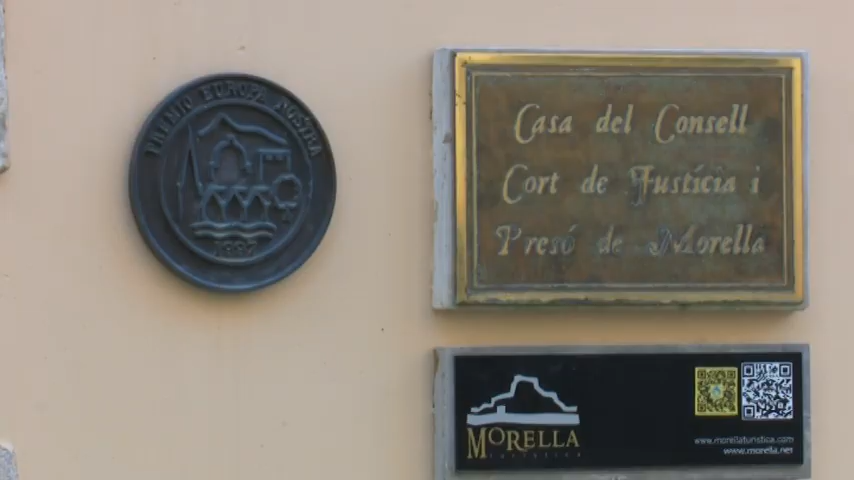 PREMIO EUROPA NOSTRA
Casa del Consell
Cort de Justícia i
Presó de Morella
MORELLA
turística
www.morellaturistica.com
www.morella.net